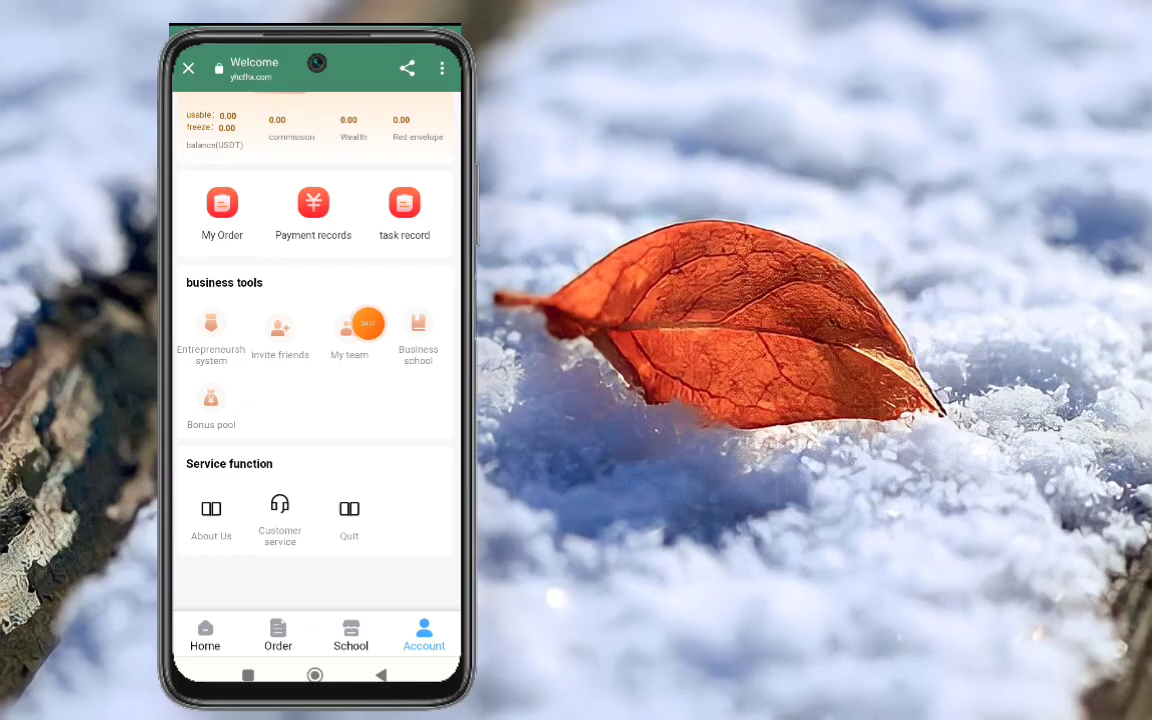 Welcome
yhcfhx.com
usable: 0.00
freeze: 0.00
balance(USDT)
0.00
commission
0.00
Wealth
0.00
Red envelope
My Order
Payment records
task record
business tools
Entrepreneursh
system
Invite friends
My team
Business
school
Bonus pool
Service function
About Us
Customer
service
Quit
Home
Order
School
Account